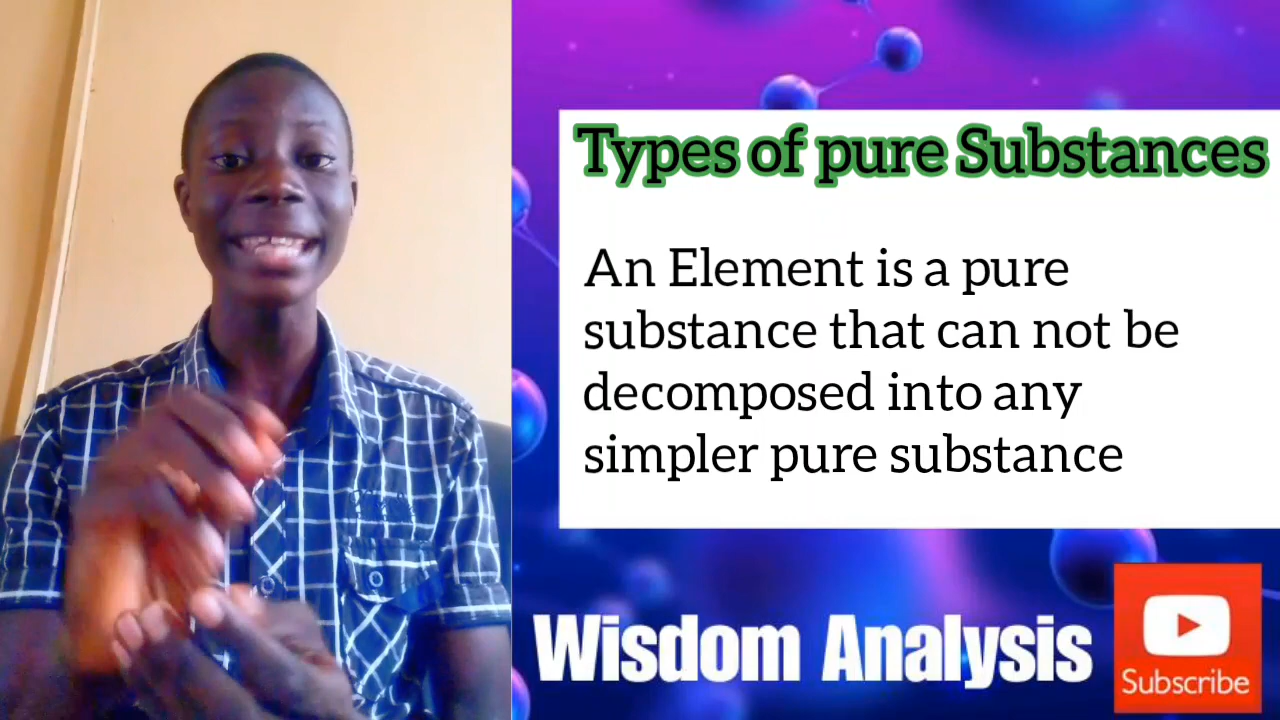 Types of pure Substances
An Element is a pure
substance that can not be
decomposed into any
simpler pure substance
Wisdom Analysis
Subscribe